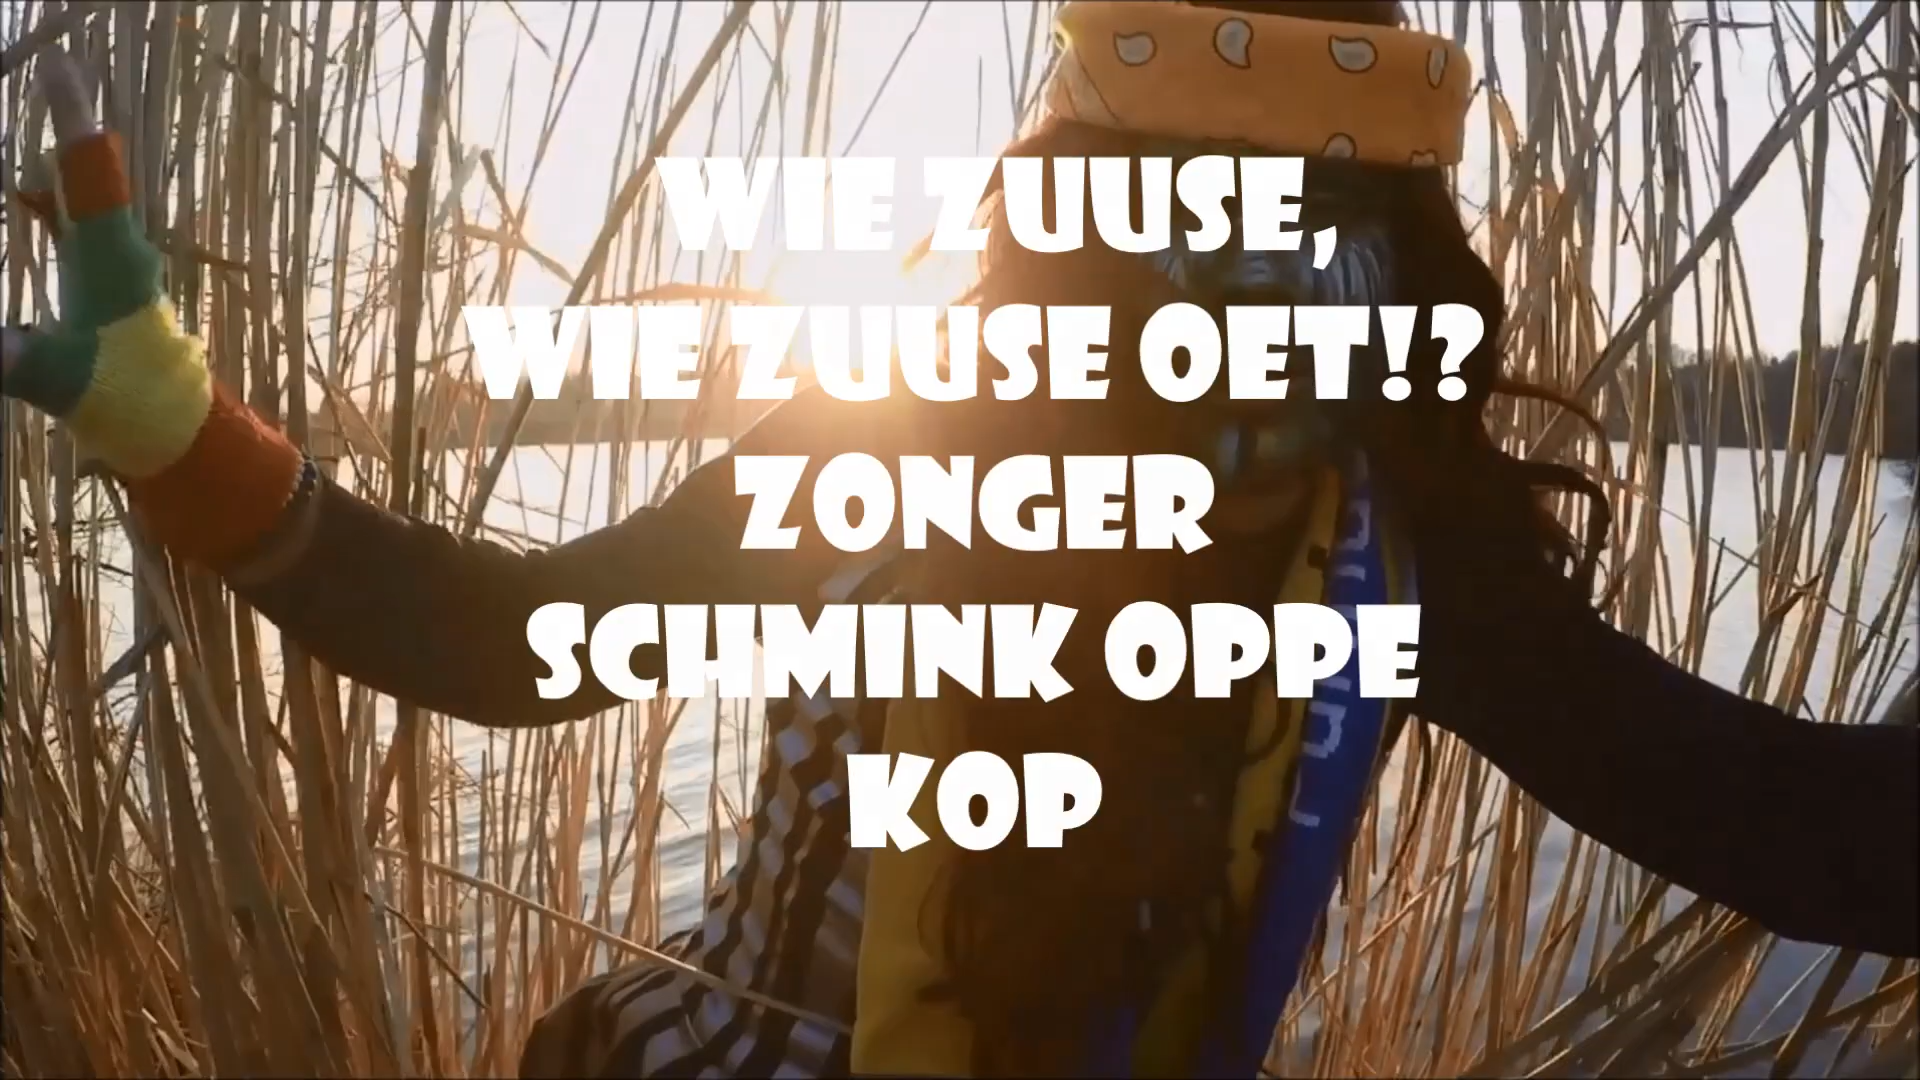 WIE ZUUSE,
WIE ZUUSE OET!?
ZONGER
SCHMINK OPPE
KOP